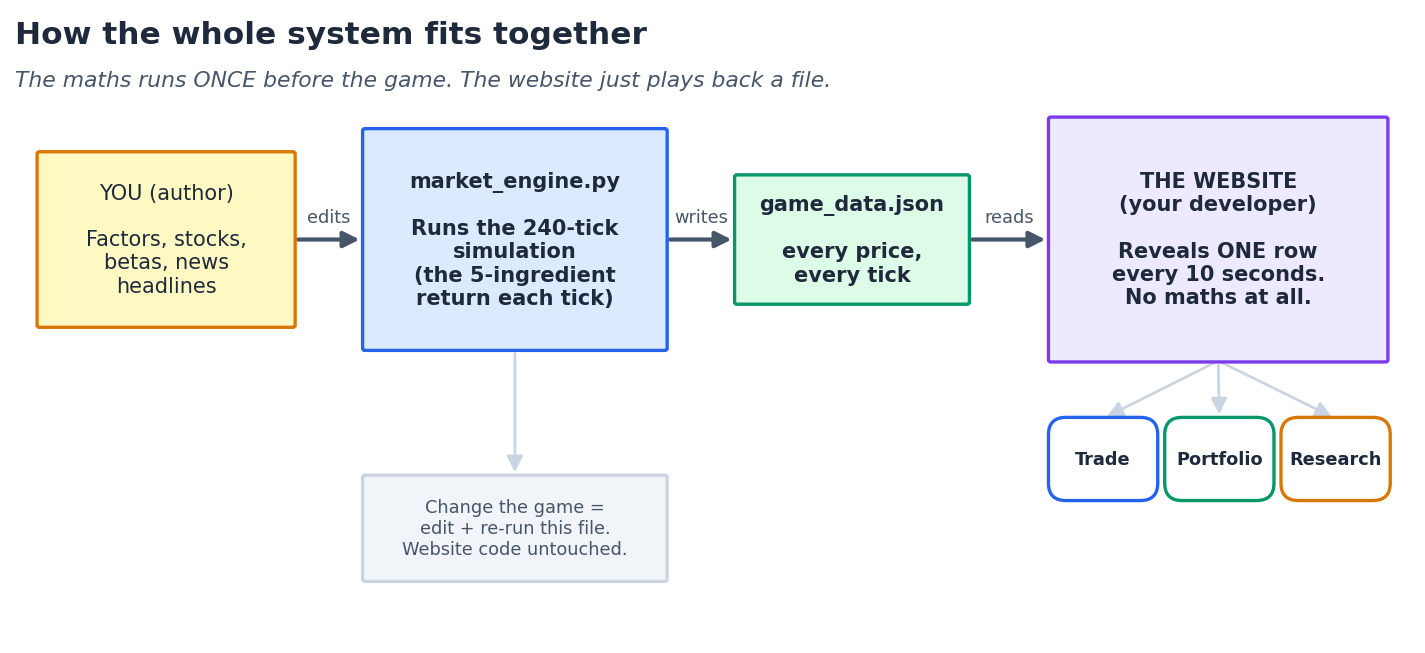 How the whole system fits together
The maths runs ONCE before the game. The website just plays back a file.
YOU (author)
Factors, stocks,
betas, news
headlines
edits
market_engine.py
Runs the 240-tick
simulation
(the 5-ingredient
return each tick)
writes
game_data.json
every price,
every tick
reads
THE WEBSITE
(your developer)
Reveals ONE row
every 10 seconds.
No maths at all.
Trade
Portfolio
Research
Change the game =
edit + re-run this file.
Website code untouched.